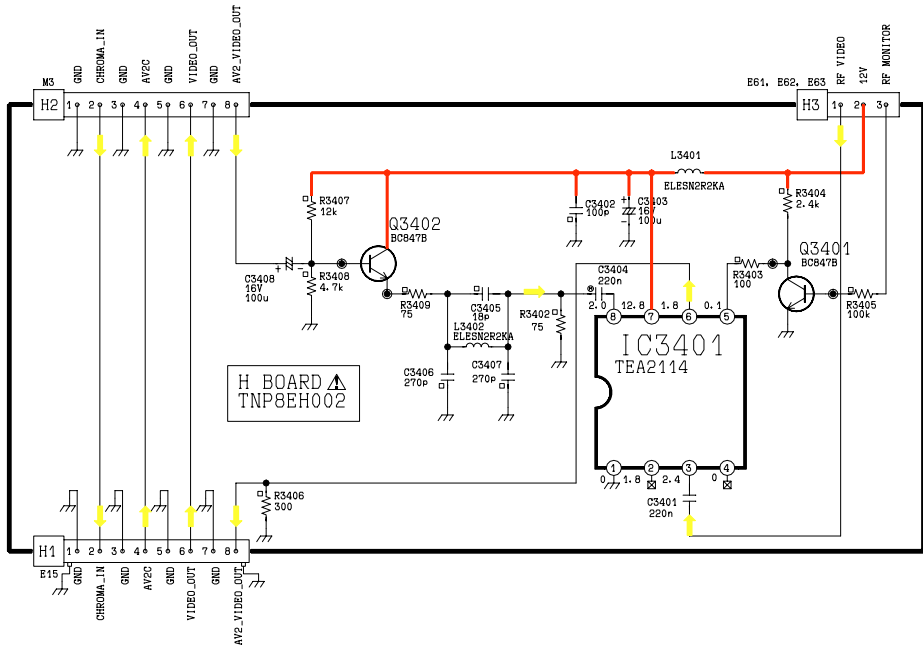 M3
H2
GND
CHROMA_IN
GND
AV2C
GND
VIDEO_OUT
GND
AV2_VIDEO_OUT
1 2 3 4 5 6 7 8
E61. E62. E63
H3
RF VIDEO
12V
RF MONITOR
1 2 3
L3401
ELESN2R2KA
R3407
12k
Q3402
BC847B
C3402
100p
C3403
16V
100u
R3404
2.4k
Q3401
BC847B
C3408
16V
100u
R3408
4.7k
R3409
75
C3405
18p
L3402
ELESN2R2KA
C3406
270p
C3407
270p
R3402
75
C3404
220n
R3403
100
R3405
100k
2.0 12.8 1.8 0.1
8 7 6 5
IC3401
TEA2114
1 2 3 4
0 1.8 2.4 0
C3401
220n
H BOARD
TNP8EH002
R3406
300
H1
1 2 3 4 5 6 7 8
E15
GND
CHROMA_IN
GND
AV2C
GND
VIDEO_OUT
GND
AV2_VIDEO_OUT